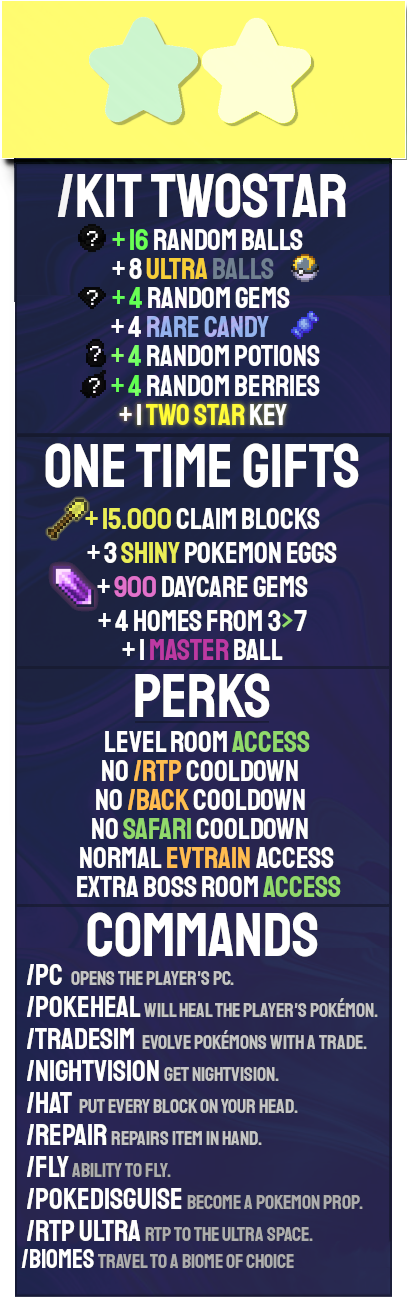 /KIT TWOSTAR
? +16 RANDOM BALLS
+8 ULTRA BALLS
? +4 RANDOM GEMS
+4 RARE CANDY
? +4 RANDOM POTIONS
? +4 RANDOM BERRIES
+1 TWO STAR KEY
ONE TIME GIFTS
+15.000 CLAIM BLOCKS
+3 SHINY POKEMON EGGS
+900 DAYCARE GEMS
+4 HOMES FROM 3>7
+1 MASTER BALL
PERKS
LEVEL ROOM ACCESS
NO /RTP COOLDOWN
NO /BACK COOLDOWN
NO SAFARI COOLDOWN
NORMAL EVTRAIN ACCESS
EXTRA BOSS ROOM ACCESS
COMMANDS
/PC OPENS THE PLAYER'S PC.
/POKEHEAL WILL HEAL THE PLAYER'S POKÉMON.
/TRADESIM EVOLVE POKÉMONS WITH A TRADE.
/NIGHTVISION GET NIGHTVISION.
/HAT PUT EVERY BLOCK ON YOUR HEAD.
/REPAIR REPAIRS ITEM IN HAND.
/FLY ABILITY TO FLY.
/POKEDISGUISE BECOME A POKEMON PROP.
/RTP ULTRA RTP TO THE ULTRA SPACE.
/BIOMES TRAVEL TO A BIOME OF CHOICE